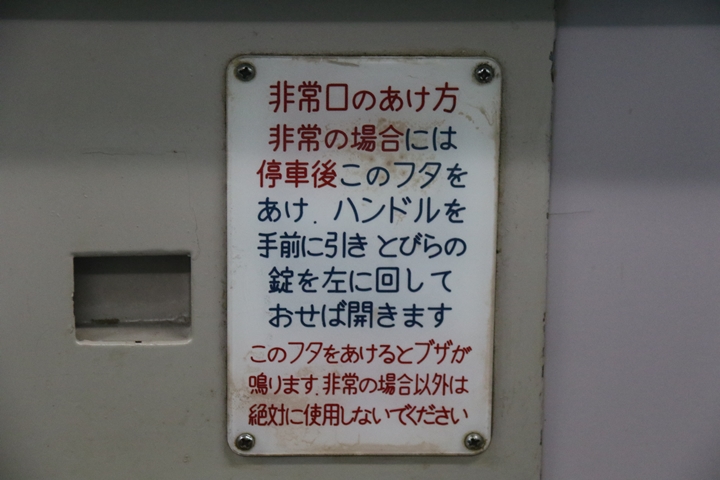 非常口のあけ方
非常の場合には
停車後このフタを
あけ.ハンドルを
手前に引き とびらの
錠を左に回して
おせば開きます
このフタをあけるとブザが
鳴ります.非常の場合以外は
絶対に使用しないでください